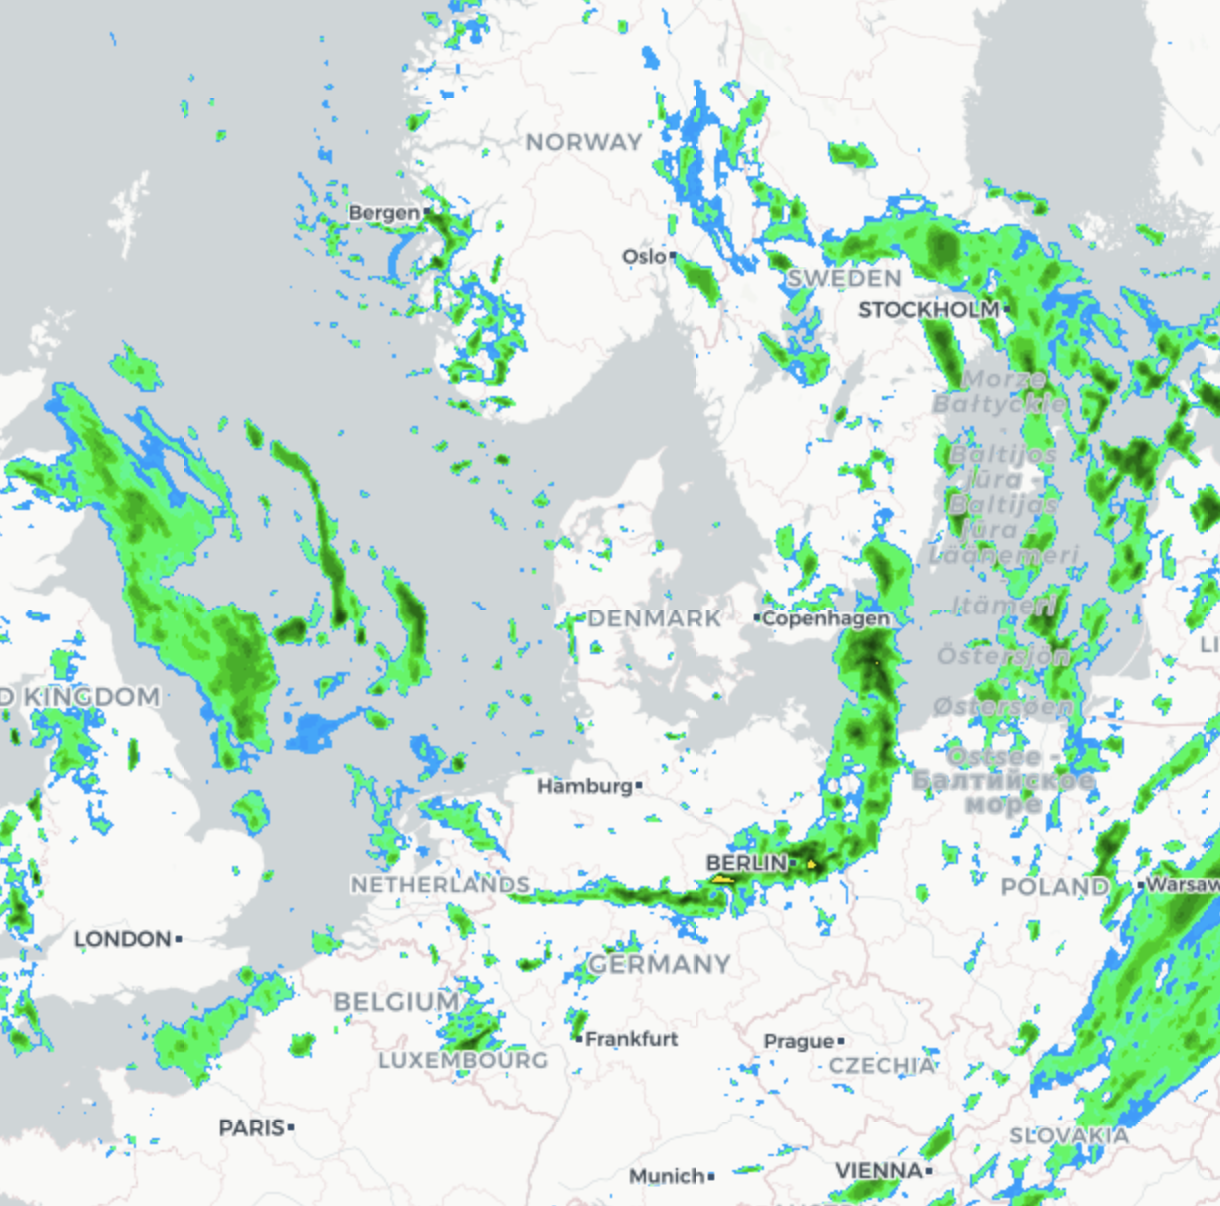 NORWAY
Bergen
Oslo
SWEDEN
STOCKHOLM
Morze
Bałtyckie
Baltijos
jūra -
Baltijas
jūra -
Läänemeri
Itämeri
Östersjön
Østersøen
Ostsee -
Балтийское
море
DENMARK
Copenhagen
LI
D KINGDOM
Hamburg
BERLIN
NETHERLANDS
POLAND
Warsaw
LONDON
GERMANY
BELGIUM
Frankfurt
Prague
LUXEMBOURG
CZECHIA
PARIS
SLOVAKIA
Munich
VIENNA